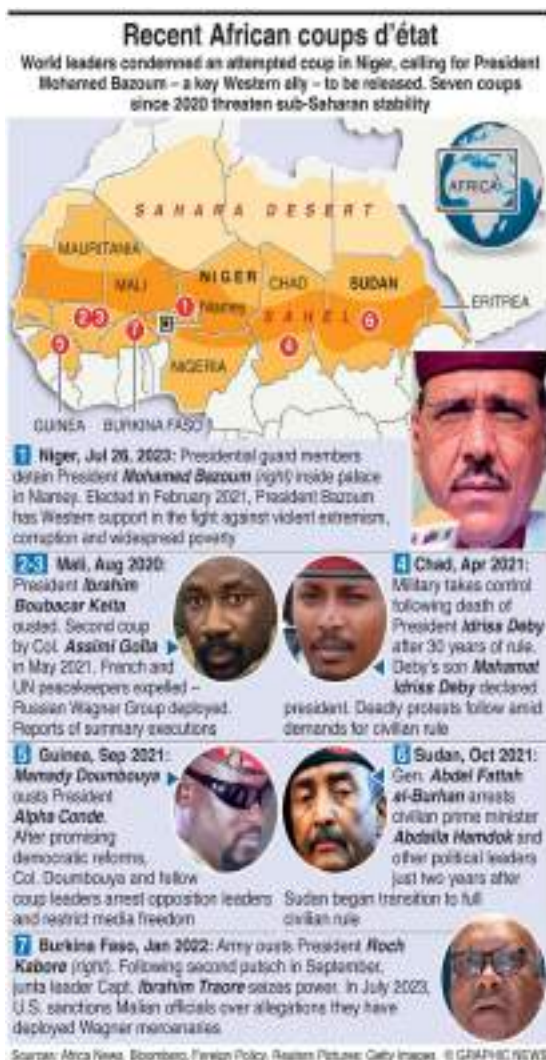 Recent African coups d'état
World leaders condemned an attempted coup in Niger, calling for President
Mohamed Bazoum – a key Western ally – to be released. Seven coups
since 2020 threaten sub-Saharan stability
AFRICA
SAHARA DESERT
MAURITANIA
MALI
NIGER
CHAD
SUDAN
ERITREA
1
Niamey
SAHEL
2-3
7
6
5
4
NIGERIA
GUINEA
BURKINA FASO
1 Niger, Jul 26, 2023: Presidential guard members
detain President Mohamed Bazoum (right) inside palace
in Niamey. Elected in February 2021, President Bazoum
has Western support in the fight against violent extremism,
corruption and widespread poverty
2-3 Mali, Aug 2020:
President Ibrahim
Boubacar Keita
ousted. Second coup
by Col. Assimi Goita
in May 2021. French and
UN peacekeepers expelled –
Russian Wagner Group deployed.
Reports of summary executions
4 Chad, Apr 2021:
Military takes control
following death of
President Idriss Deby
after 30 years of rule.
Deby's son Mahamat
Idriss Deby declared
president. Deadly protests follow amid
demands for civilian rule
5 Guinea, Sep 2021:
Mamady Doumbouya
ousts President
Alpha Conde.
After promising
democratic reforms,
Col. Doumbouya and fellow
coup leaders arrest opposition leaders
and restrict media freedom
6 Sudan, Oct 2021:
Gen. Abdel Fattah
al-Burhan arrests
civilian prime minister
Abdalla Hamdok and
other political leaders
just two years after
Sudan began transition to full
civilian rule
7 Burkina Faso, Jan 2022: Army ousts President Roch
Kabore (right). Following second putsch in September,
junta leader Capt. Ibrahim Traore seizes power. In July 2023,
U.S. sanctions Malian officials over allegations they have
deployed Wagner mercenaries
Sources: Africa News, Bloomberg, Foreign Policy, Reuters Pictures: Getty Images © GRAPHIC NEWS